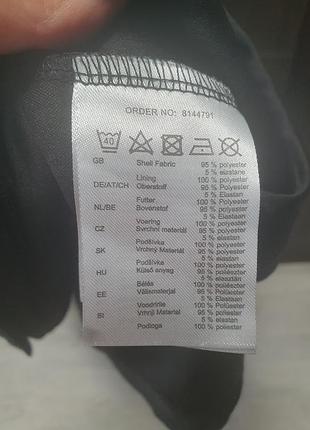 ORDER NO: 8144791
40
GB Shell Fabric 95 % polyester
5 % elastane
Lining 100 % polyester
DE/AT/CH Oberstoff 95 % Polyester
5 % Elastan
Futter 100 % Polyester
NL/BE Bovenstof 95 % polyester
5 % elastaan
Voering 100 % polyester
CZ Svrchní materiál 95 % polyester
5 % elastan
Podšívka 100 % polyester
SK Vrchný Materiál 95 % polyester
5 % elastan
Podšívka 100 % polyester
HU Külső anyag 95 % poliészter
5 % elasztán
Bélés 100 % poliészter
EE Välismaterjal 95 % polüester
5 % elastaan
Voodriide 100 % Polüester
SI Vrhnji Material 95 % poliester
5 % elastan
Podloga 100 % poliester